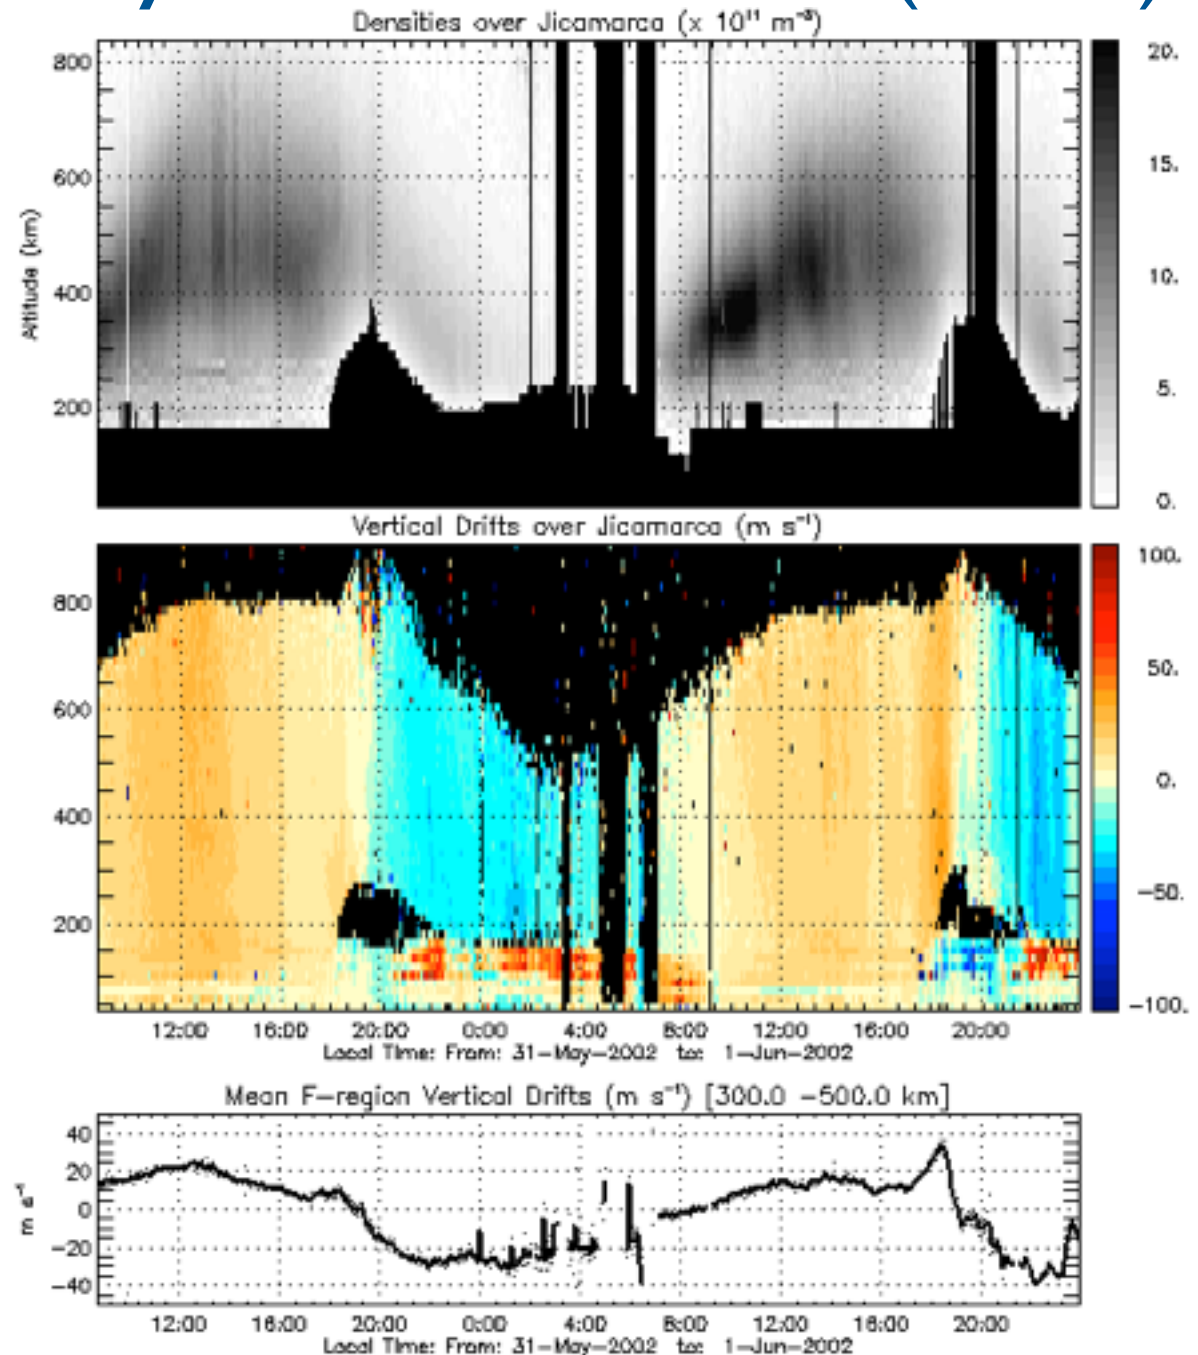 Densities over Jicamarca (x 10¹¹ m⁻³)
800
600
400
200
Altitude (km)
20.
15.
10.
5.
0.
Vertical Drifts over Jicamarca (m s⁻¹)
800
600
400
200
100.
50.
0.
-50.
-100.
12:00 16:00 20:00 0:00 4:00 8:00 12:00 16:00 20:00
Local Time: From: 31-May-2002 to: 1-Jun-2002
Mean F-region Vertical Drifts (m s⁻¹) [300.0 -500.0 km]
40
20
0
-20
-40
m s⁻¹
12:00 16:00 20:00 0:00 4:00 8:00 12:00 16:00 20:00
Local Time: From: 31-May-2002 to: 1-Jun-2002